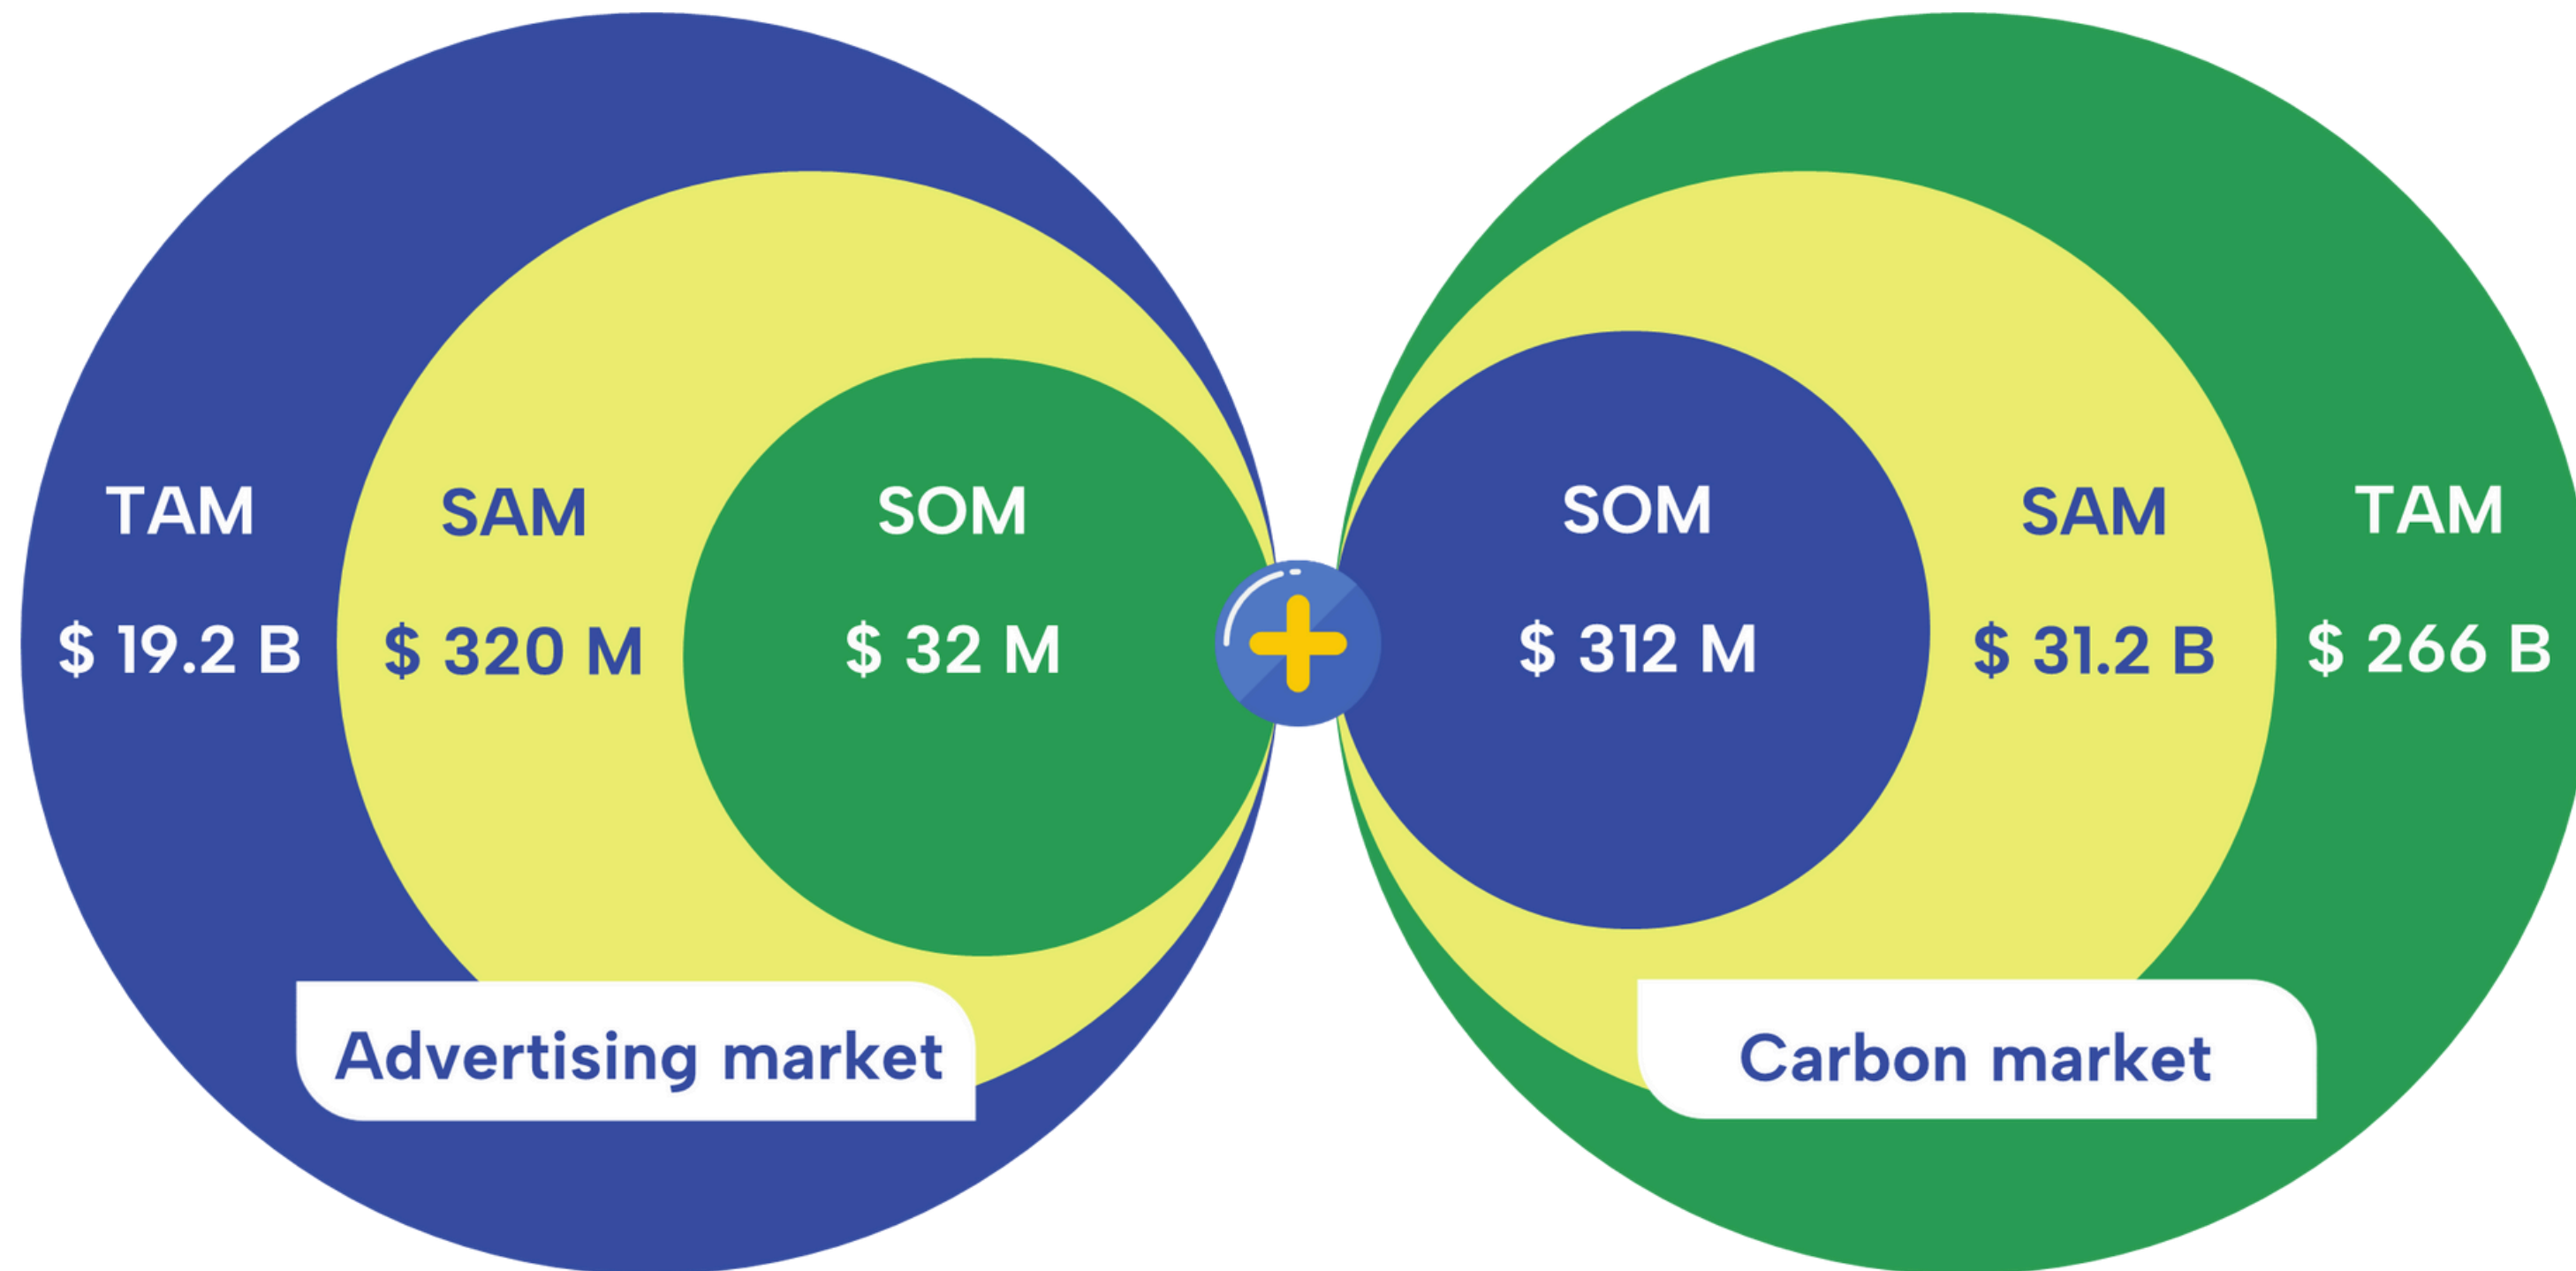 TAM
$ 19.2 B
SAM
$ 320 M
SOM
$ 32 M
Advertising market
SOM
$ 312 M
SAM
$ 31.2 B
TAM
$ 266 B
Carbon market